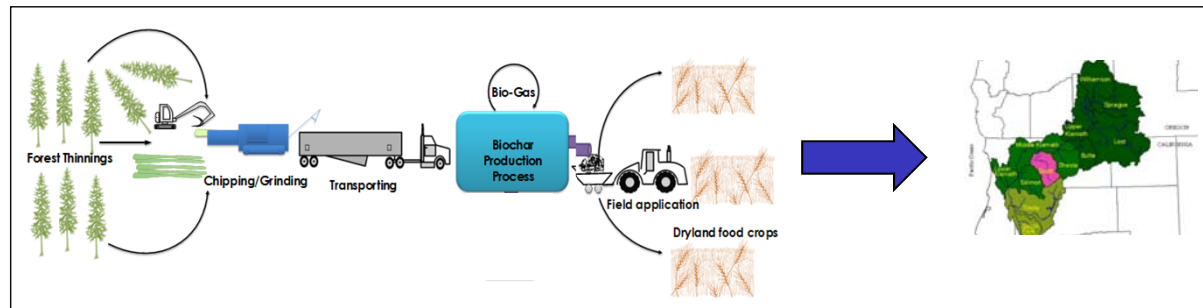 Forest Thinnings
Chipping/Grinding
Transporting
Bio-Gas
Biochar
Production
Process
Field application
Dryland food crops
Williamson
Sprague
Upper
Klamath
Lost
Butte
Middle Klamath
Shasta
Lower
Klamath
Salmon
OREGON
CALIFORNIA
Pacific Ocean